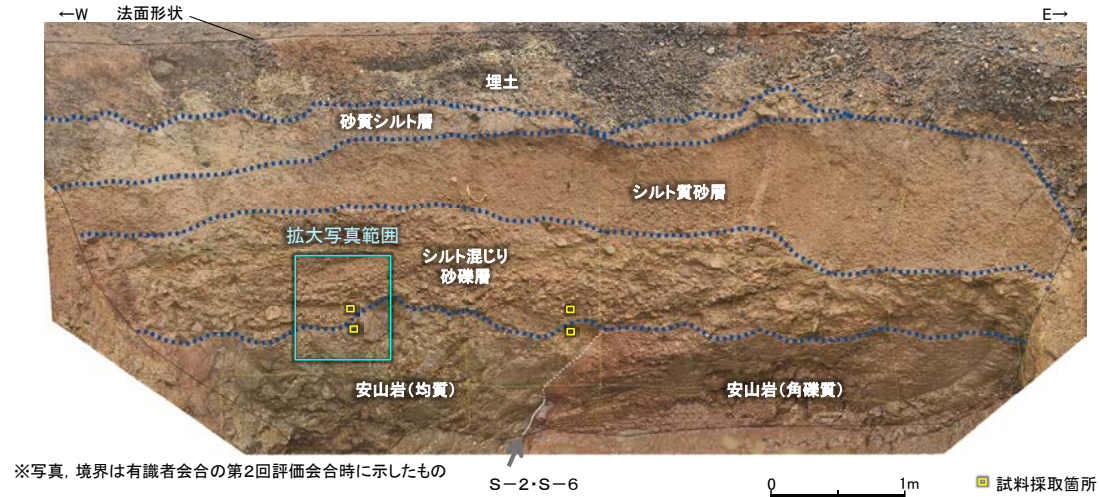 ←W
法面形状
E→
埋土
砂質シルト層
シルト質砂層
拡大写真範囲
シルト混じり
砂礫層
安山岩(均質)
安山岩(角礫質)
※写真，境界は有識者会合の第2回評価会合時に示したもの
S－2・S－6
0
1m
試料採取箇所